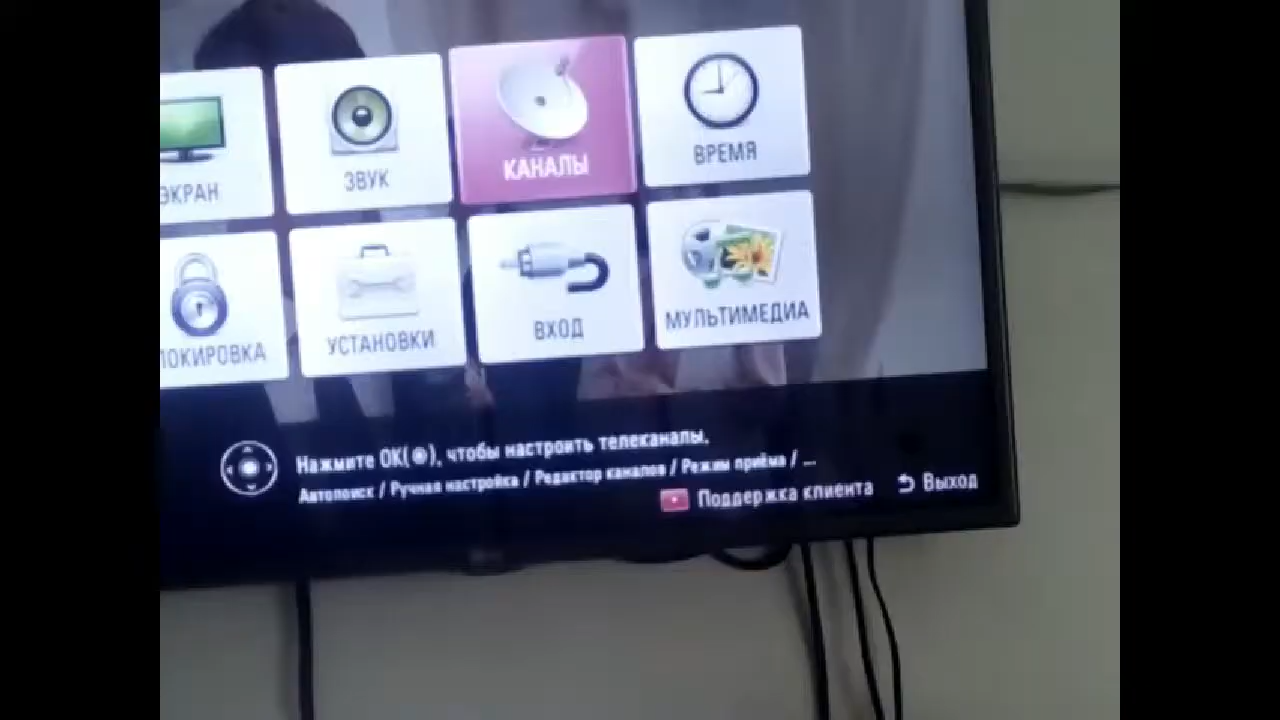 ЭКРАН
ЗВУК
КАНАЛЫ
ВРЕМЯ
ЛОКИРОВКА
УСТАНОВКИ
ВХОД
МУЛЬТИМЕДИА
Нажмите ОК(◉), чтобы настроить телеканалы.
Автопоиск / Ручная настройка / Редактор каналов / Режим приёма / ...
Поддержка клиента
Выход